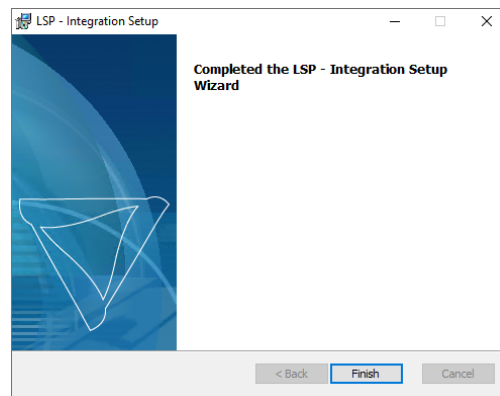 LSP - Integration Setup
Completed the LSP - Integration Setup
Wizard
< Back
Finish
Cancel